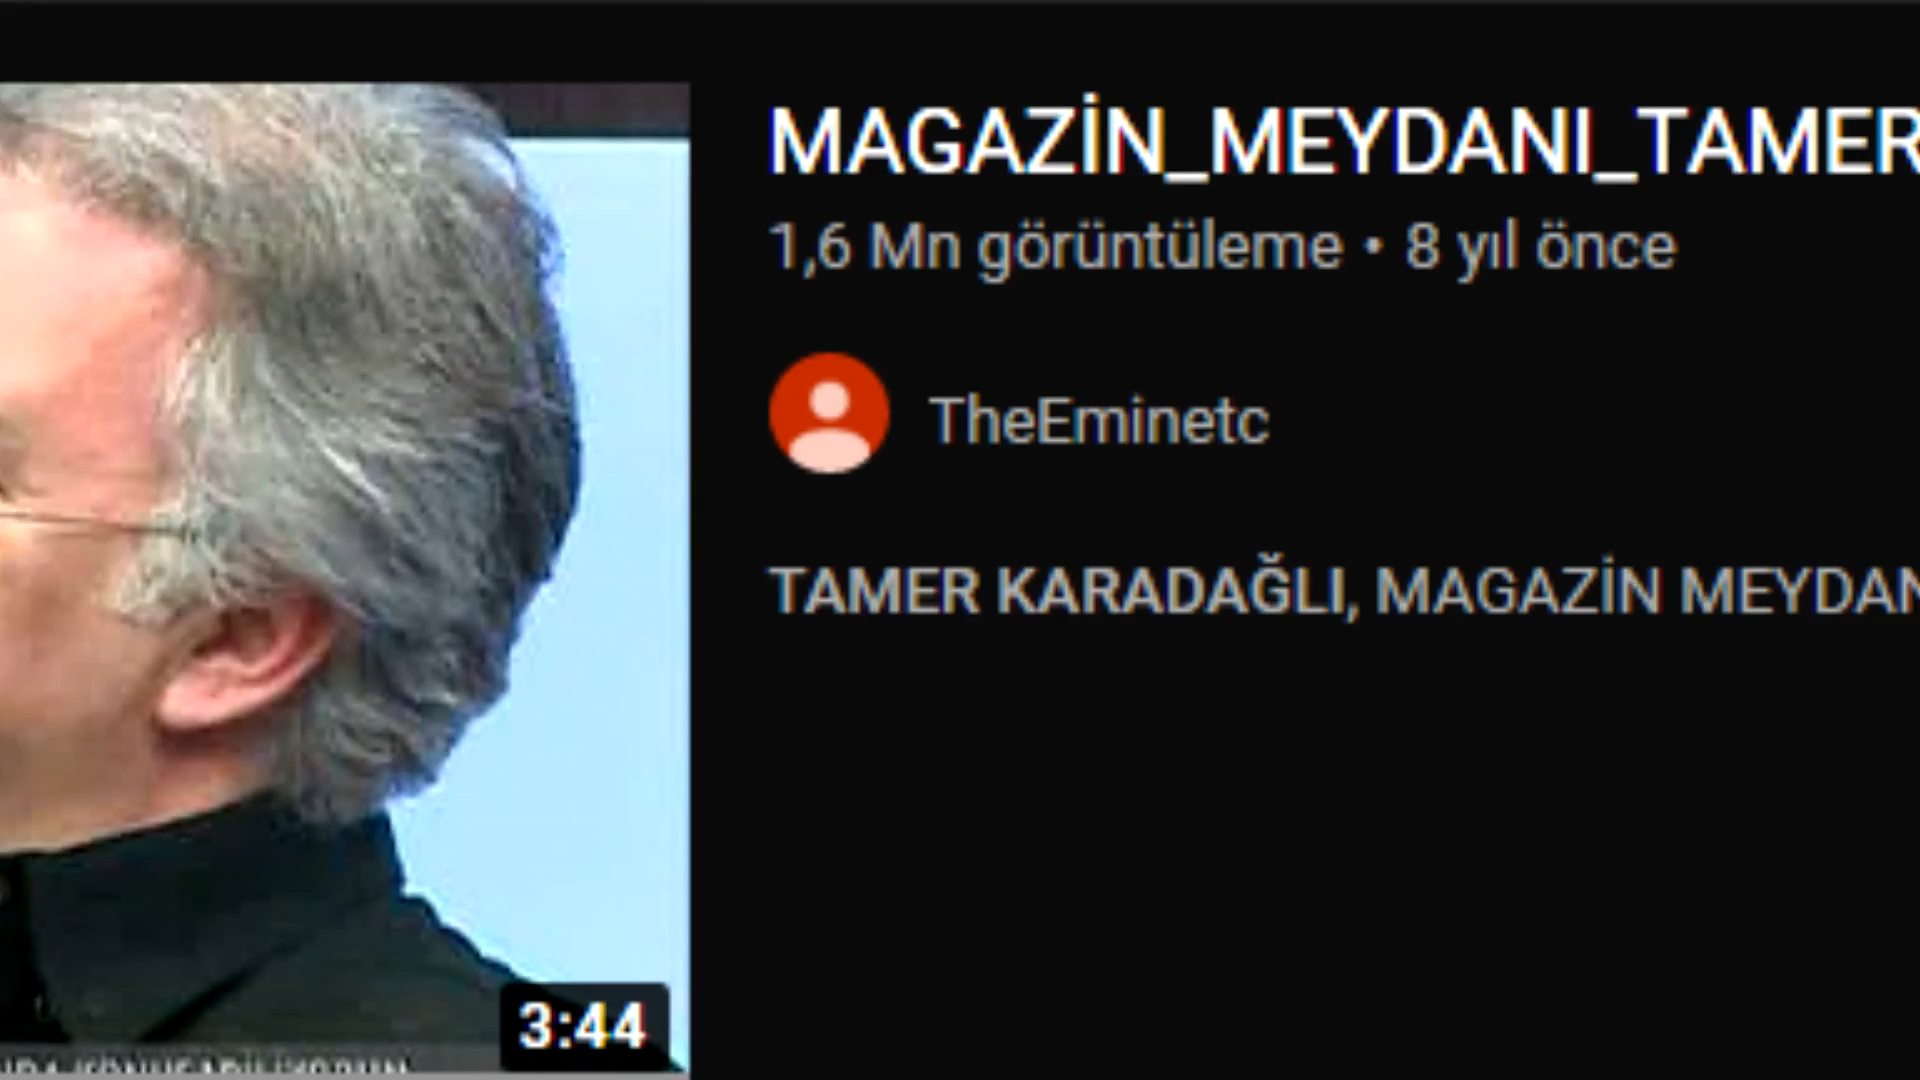 MAGAZİN_MEYDANI_TAMER
1,6 Mn görüntüleme • 8 yıl önce
TheEminetc
TAMER KARADAĞLI, MAGAZİN MEYDAN
3:44